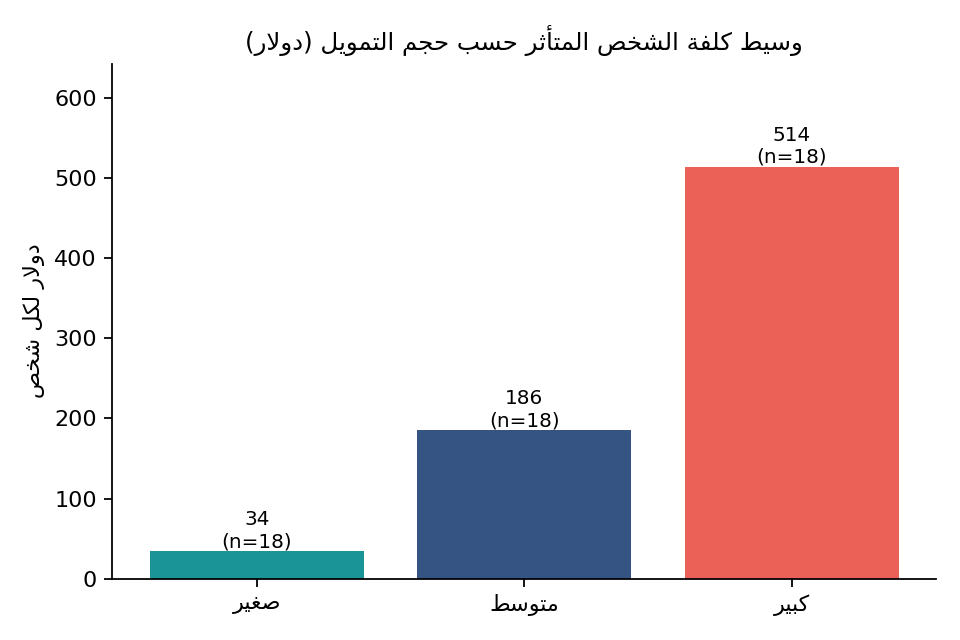 وسيط كلفة الشخص المتأثر حسب حجم التمويل (دولار)
دولار لكل شخص
600
500
400
300
200
100
0
34
(n=18)
186
(n=18)
514
(n=18)
صغير
متوسط
كبير